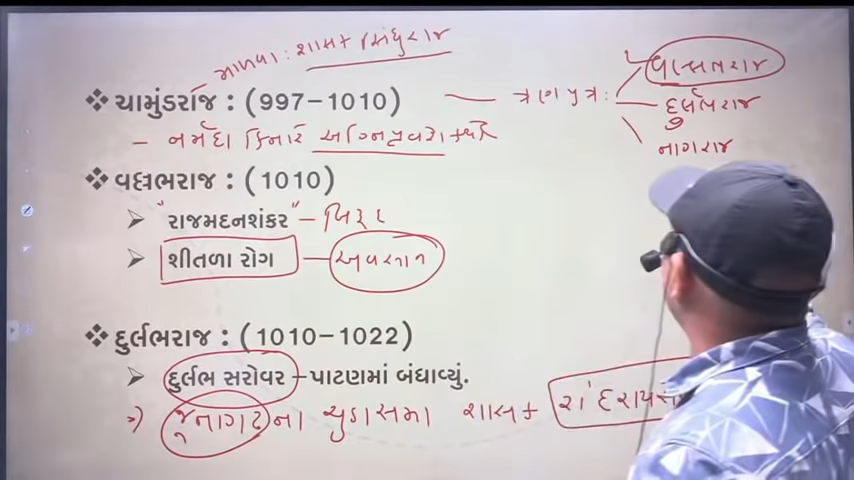 માળવા : શાસક સિંધુરાજ
❖ ચામુંડરાજ : (997-1010) — ત્રણ પુત્ર : વલ્લભરાજ
દુર્લભરાજ
નાગરાજ
- નર્મદા કિનારે અગ્નિપ્રવેશ કર્યો
❖ વલ્લભરાજ : (1010)
➤ "રાજમદનશંકર" - બિરુદ
➤ શીતળા રોગ — અવસાન
❖ દુર્લભરાજ : (1010-1022)
➤ દુર્લભ સરોવર - પાટણમાં બંધાવ્યું.
⇒ જૂનાગઢના ચુડાસમા શાસક